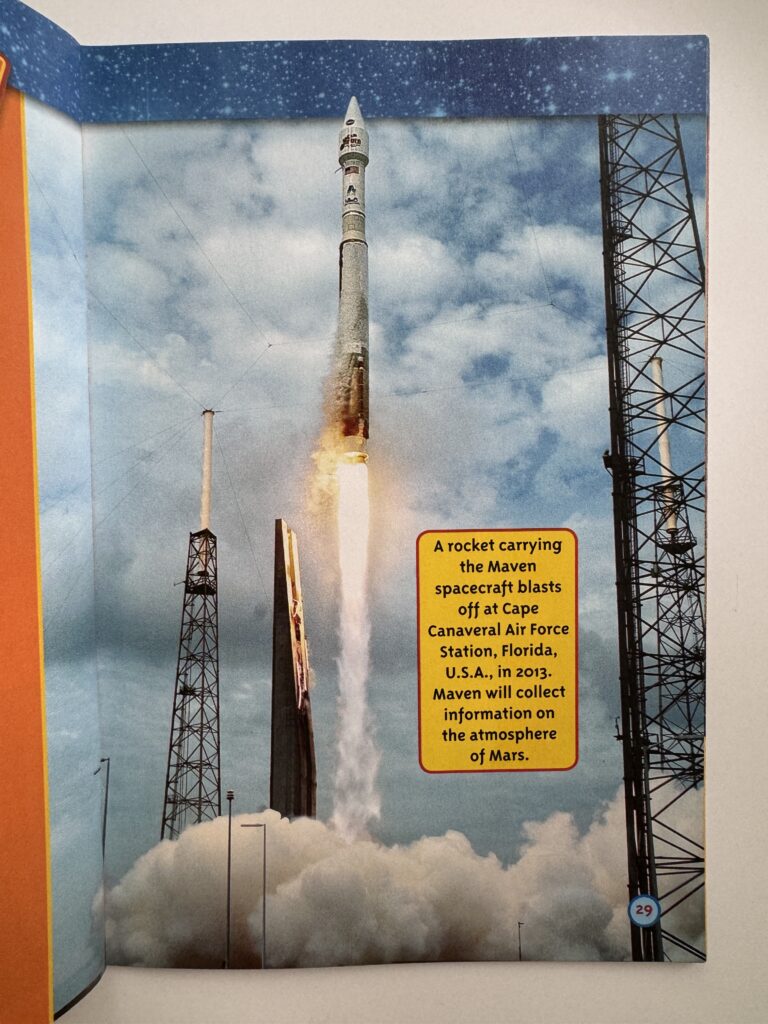 A rocket carrying
the Maven
spacecraft blasts
off at Cape
Canaveral Air Force
Station, Florida,
U.S.A., in 2013.
Maven will collect
information on
the atmosphere
of Mars.
29